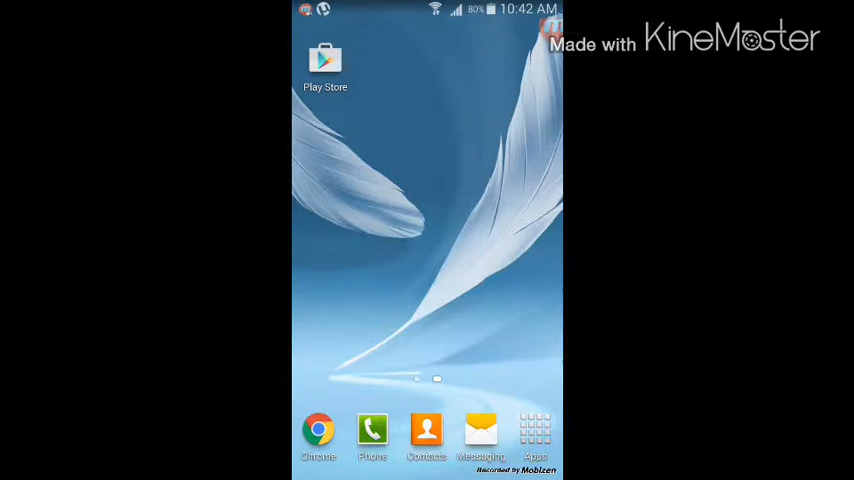 80% 10:42 AM
Made with KINEMASTER
Play Store
Chrome Phone Contacts Messaging Apps
Recorded by Mobizen